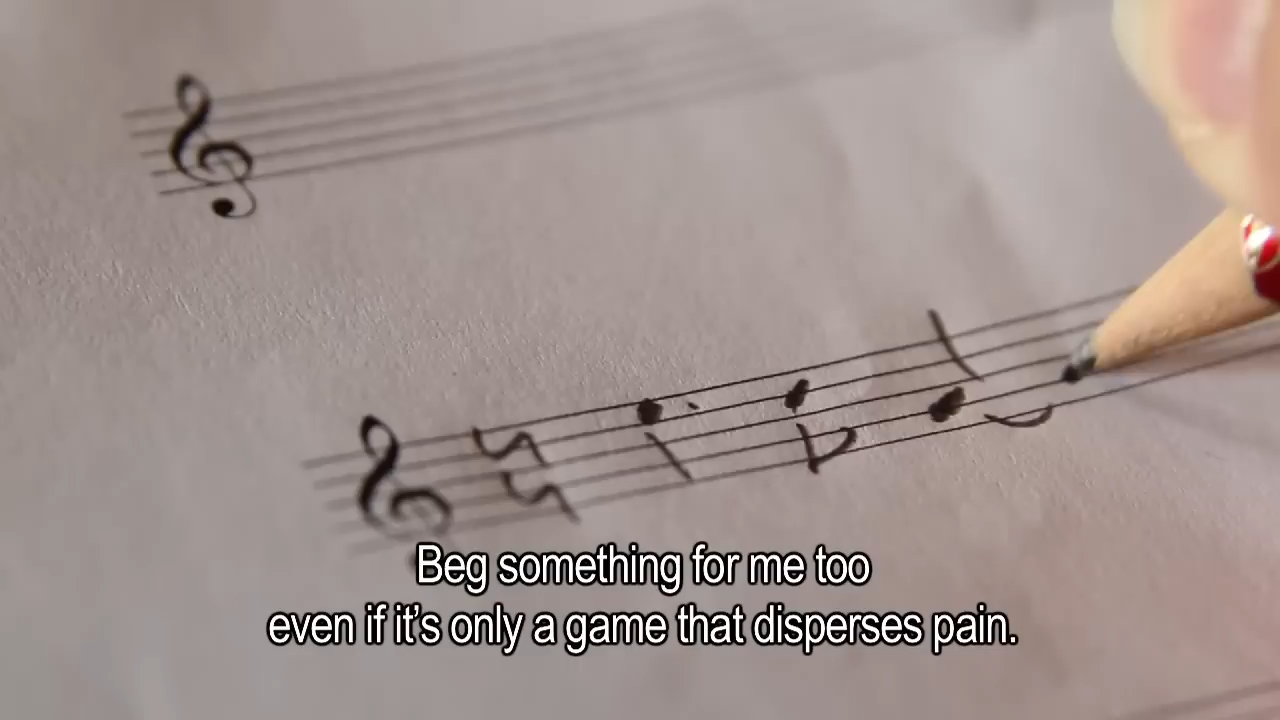 Beg something for me too
even if it's only a game that disperses pain.